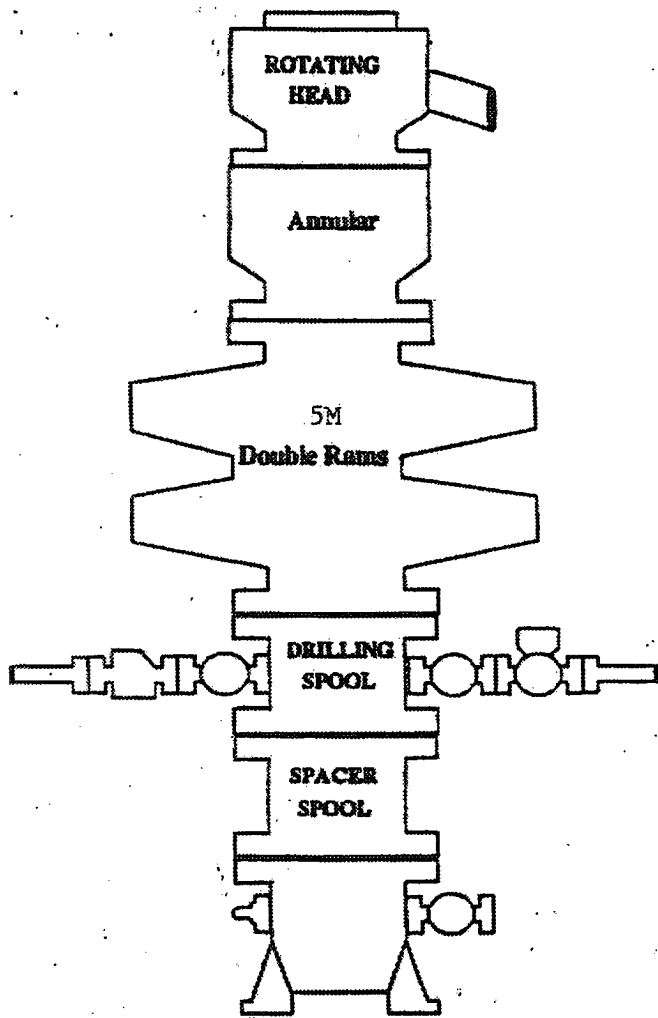 ROTATING
HEAD
Annular
5M
Double Rams
DRILLING
SPOOL
SPACER
SPOOL